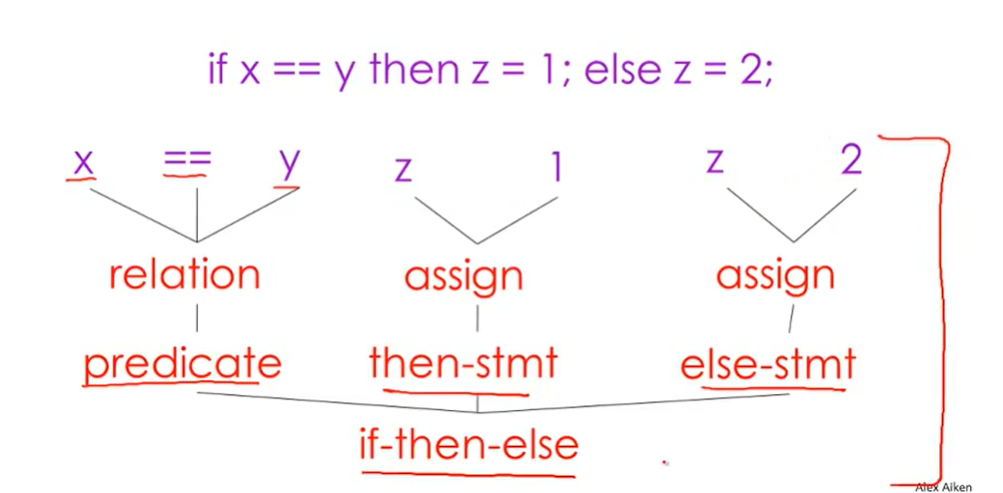 if x == y then z = 1; else z = 2;
x == y z 1 z 2
relation assign assign
predicate then-stmt else-stmt
if-then-else
Alex Aiken